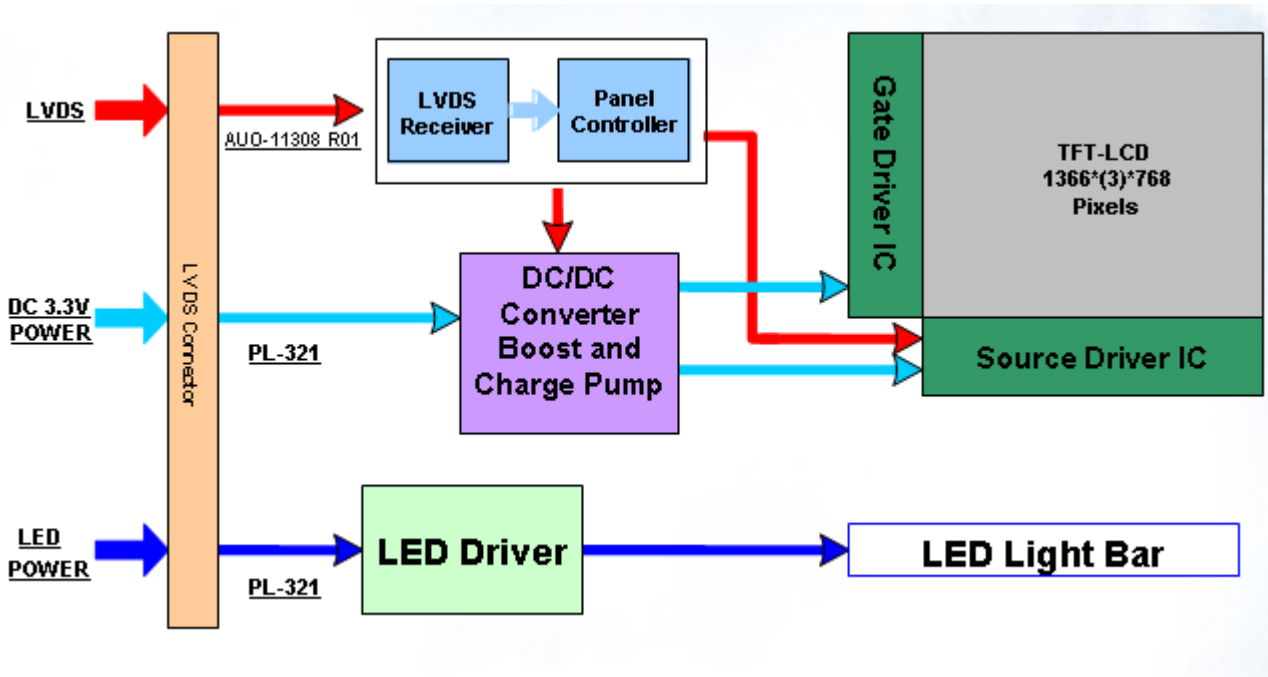 LVDS
AUO-11308 R01
LVDS
Receiver
Panel
Controller
Gate Driver IC
TFT-LCD
1366*(3)*768
Pixels
LVDS Connector
DC 3.3V
POWER
PL-321
DC/DC
Converter
Boost and
Charge Pump
Source Driver IC
LED
POWER
PL-321
LED Driver
LED Light Bar